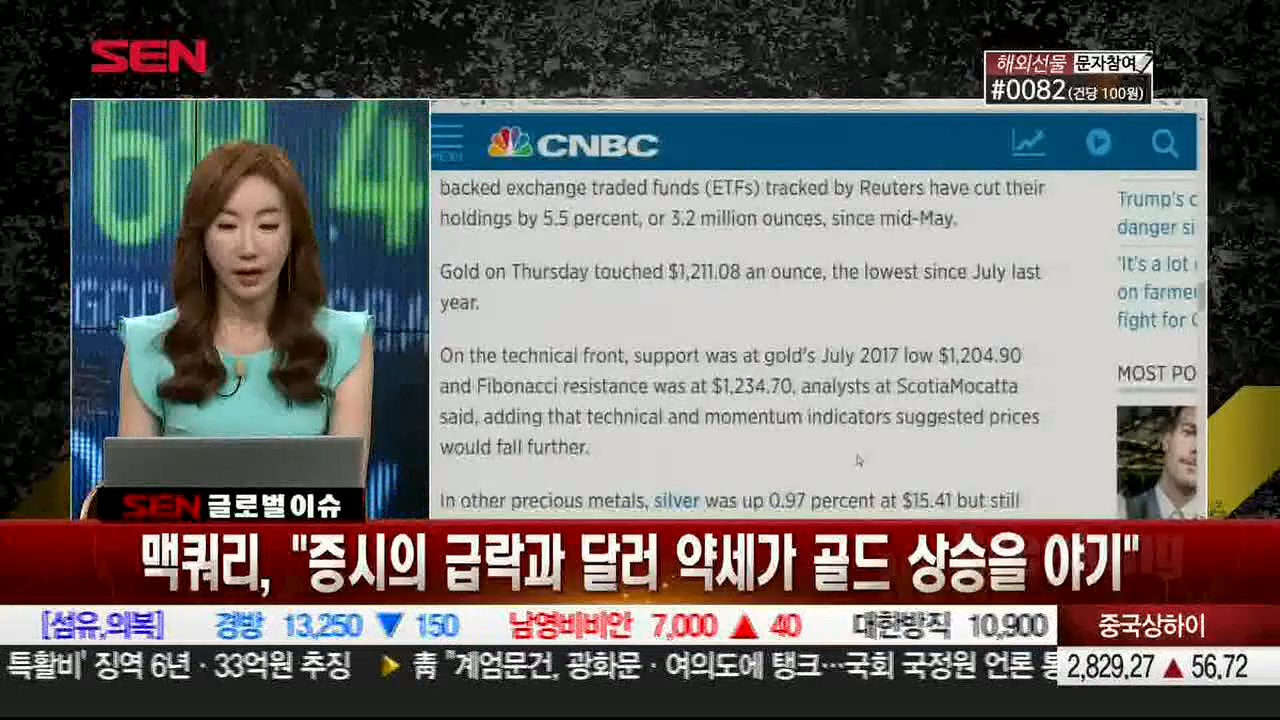 SEN
해외선물 문자참여
#0082(건당 100원)
MENU
CNBC
backed exchange traded funds (ETFs) tracked by Reuters have cut their
holdings by 5.5 percent, or 3.2 million ounces, since mid-May.
Gold on Thursday touched $1,211.08 an ounce, the lowest since July last
year.
On the technical front, support was at gold's July 2017 low $1,204.90
and Fibonacci resistance was at $1,234.70, analysts at ScotiaMocatta
said, adding that technical and momentum indicators suggested prices
would fall further.
In other precious metals, silver was up 0.97 percent at $15.41 but still
Trump's c
danger si
'It's a lot
on farmer
fight for
MOST PO
SEN 글로벌이슈
맥쿼리, "증시의 급락과 달러 약세가 골드 상승을 야기"
[섬유,의복] 경방 13,250 ▼ 150 남영비비안 7,000 ▲ 40 대한방직 10,900
중국상하이
특활비' 징역 6년·33억원 추징 ▶ 靑 "계엄문건, 광화문·여의도에 탱크…국회 국정원 언론 통
2,829.27 ▲ 56.72